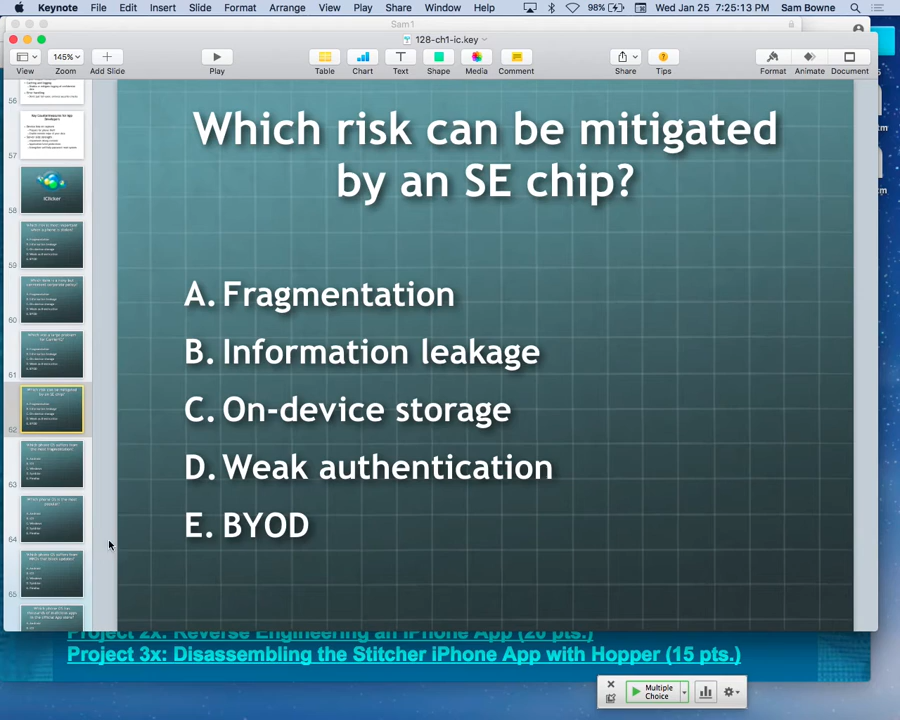 Keynote File Edit Insert Slide Format Arrange View Play Share Window Help 98% Wed Jan 25 7:25:13 PM Sam Bowne
Sam1
128-ch1-ic.key
145%
View Zoom Add Slide Play Table Chart Text Shape Media Comment Share Tips Format Animate Document
56
57
58
iClicker
59
60
61
62
63
64
65
Which risk can be mitigated
by an SE chip?
A. Fragmentation
B. Information leakage
C. On-device storage
D. Weak authentication
E. BYOD
Project 2x: Reverse Engineering an iPhone App (20 pts.)
Project 3x: Disassembling the Stitcher iPhone App with Hopper (15 pts.)
Multiple
Choice